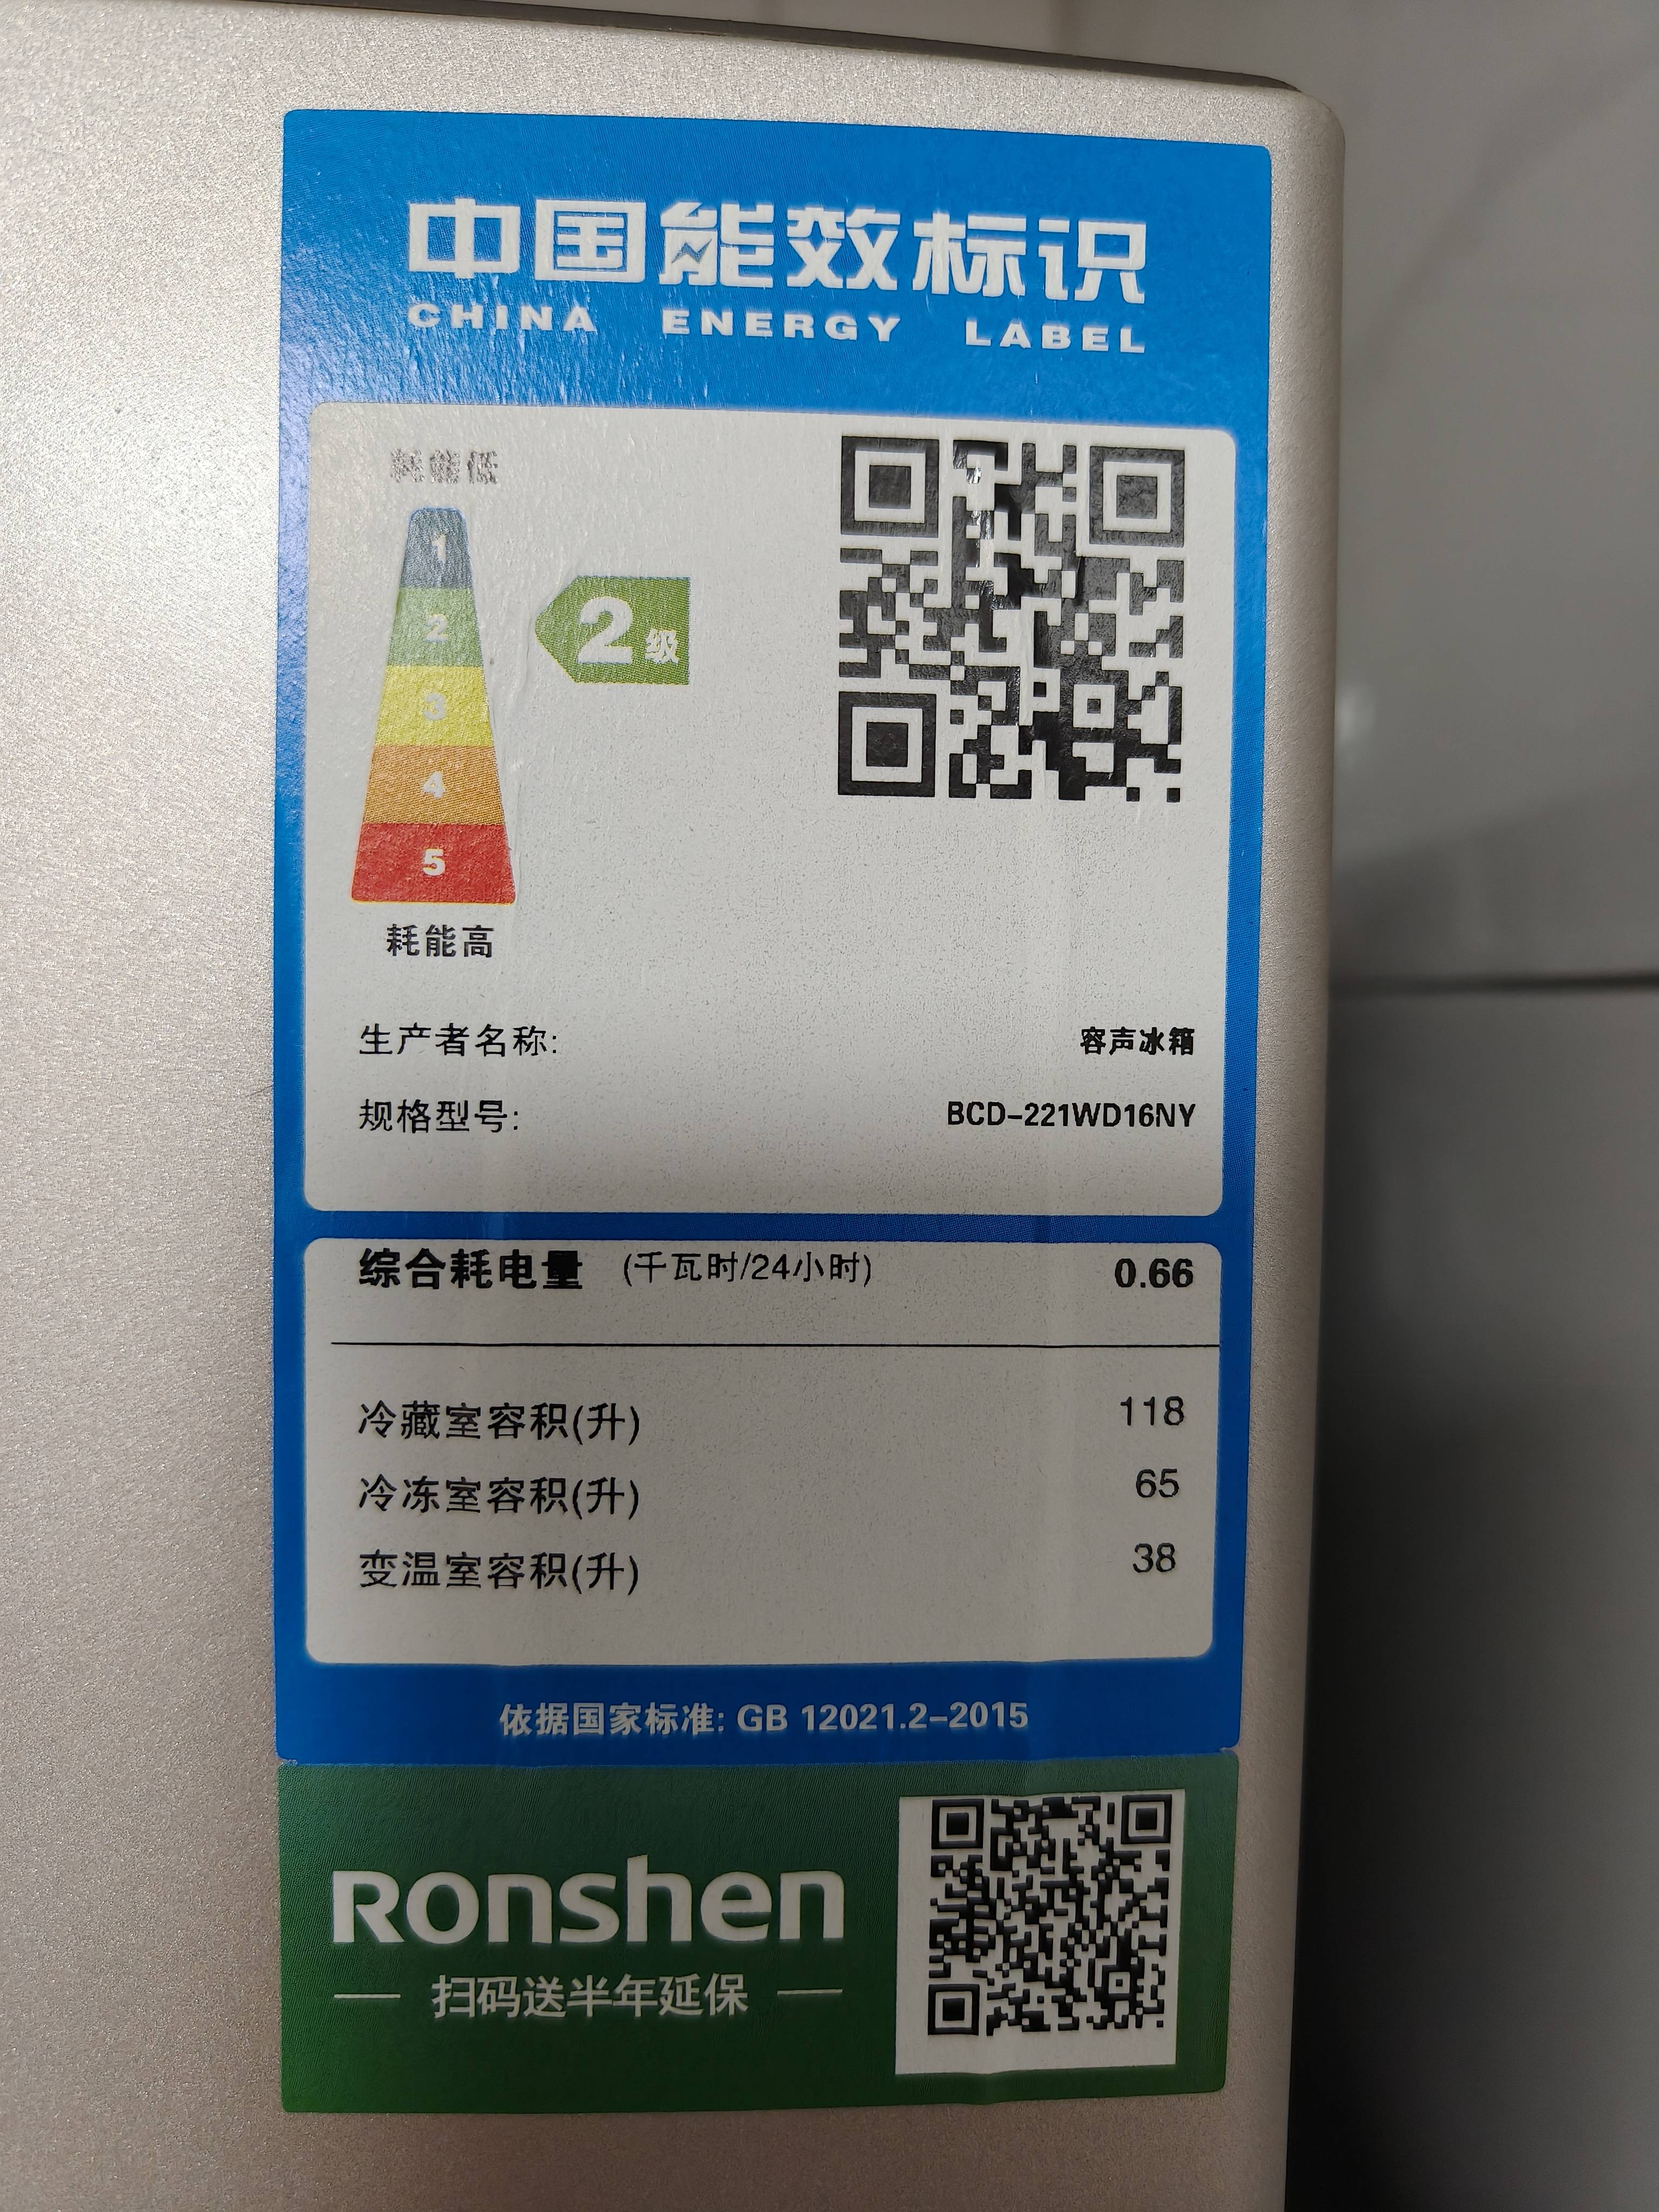 中国能效标识
CHINA ENERGY LABEL
耗能低
1
2
2级
3
4
5
耗能高
生产者名称: 容声冰箱
规格型号: BCD-221WD16NY
综合耗电量 (千瓦时/24小时) 0.66
冷藏室容积(升) 118
冷冻室容积(升) 65
变温室容积(升) 38
依据国家标准: GB 12021.2-2015
Ronshen
扫码送半年延保